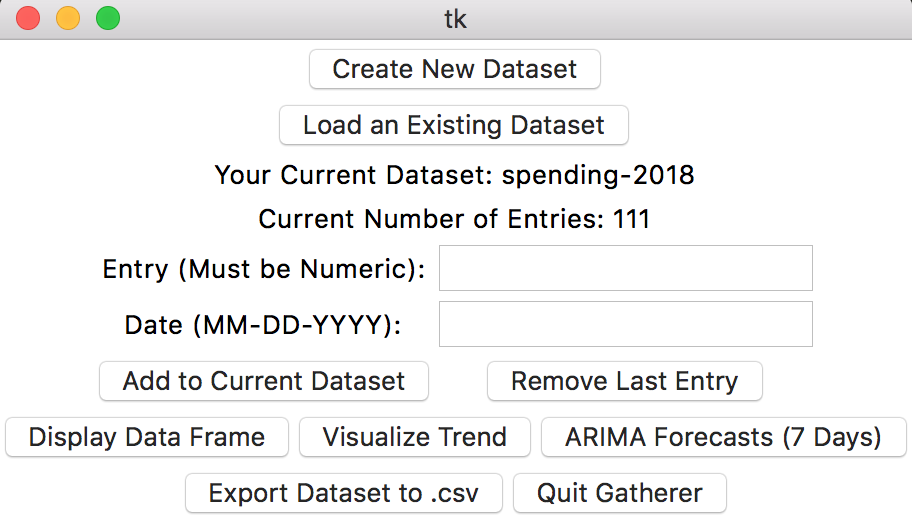 tk
Create New Dataset
Load an Existing Dataset
Your Current Dataset: spending-2018
Current Number of Entries: 111
Entry (Must be Numeric):
Date (MM-DD-YYYY):
Add to Current Dataset Remove Last Entry
Display Data Frame Visualize Trend ARIMA Forecasts (7 Days)
Export Dataset to .csv Quit Gatherer